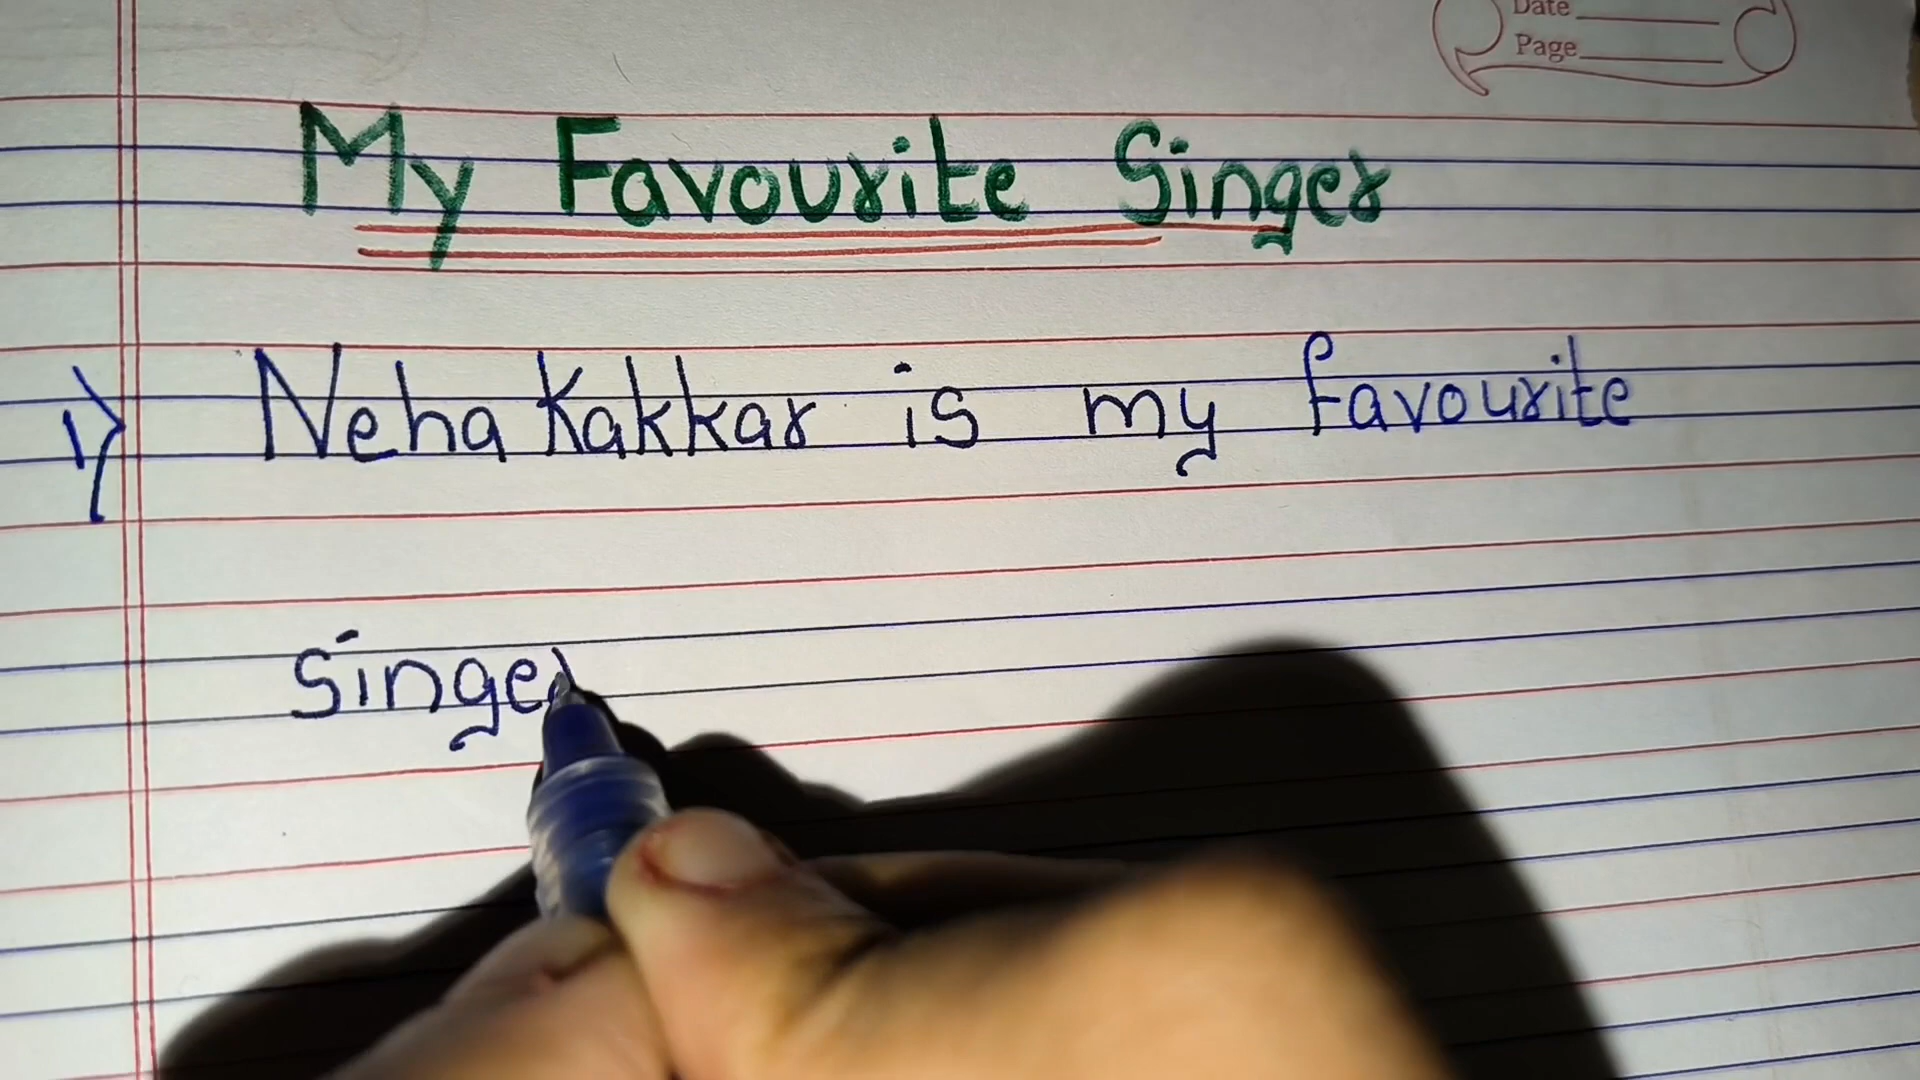 Date
Page
My Favourite Singer
1) Neha Kakkar is my favourite
singer